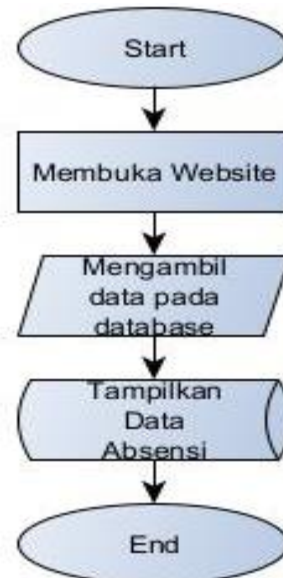 Start
Membuka Website
Mengambil
data pada
database
Tampilkan
Data
Absensi
End